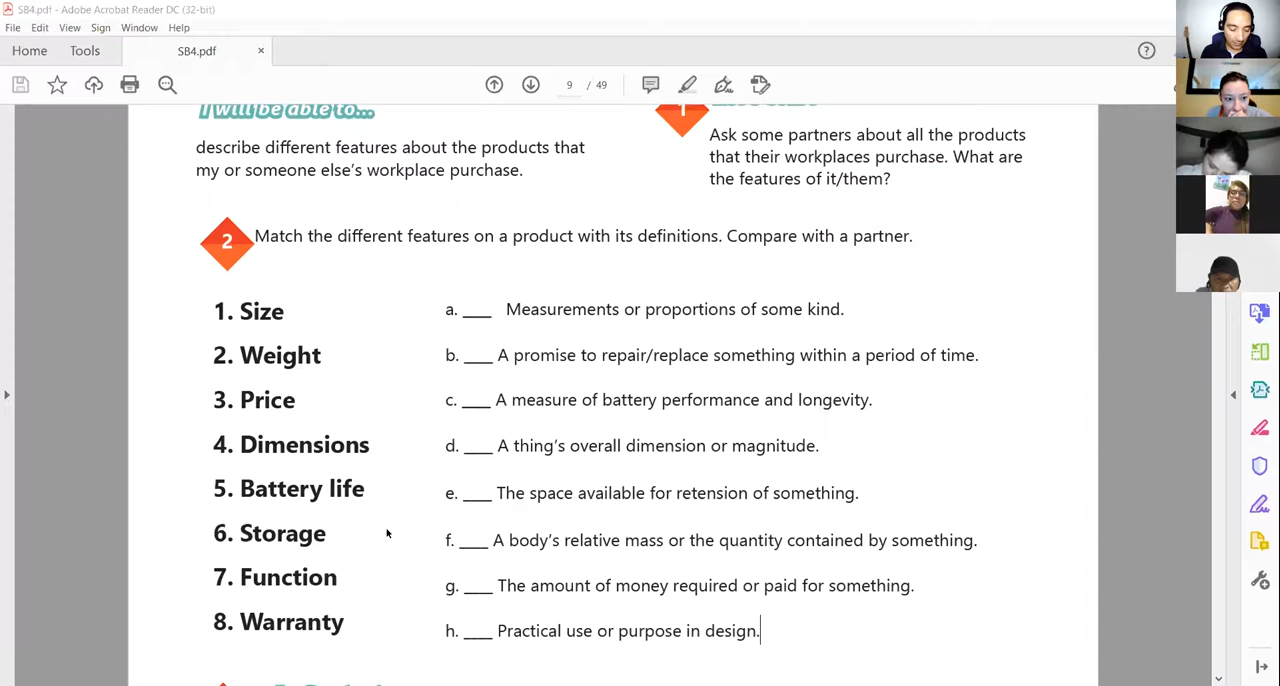 SB4.pdf - Adobe Acrobat Reader DC (32-bit)
File Edit View Sign Window Help
Home Tools SB4.pdf ×
9 / 49
I will be able to...
describe different features about the products that
my or someone else's workplace purchase.
1
Ask some partners about all the products
that their workplaces purchase. What are
the features of it/them?
2 Match the different features on a product with its definitions. Compare with a partner.
1. Size a. ___ Measurements or proportions of some kind.
2. Weight b. ___ A promise to repair/replace something within a period of time.
3. Price c. ___ A measure of battery performance and longevity.
4. Dimensions d. ___ A thing's overall dimension or magnitude.
5. Battery life e. ___ The space available for retension of something.
6. Storage f. ___ A body's relative mass or the quantity contained by something.
7. Function g. ___ The amount of money required or paid for something.
8. Warranty h. ___ Practical use or purpose in design.